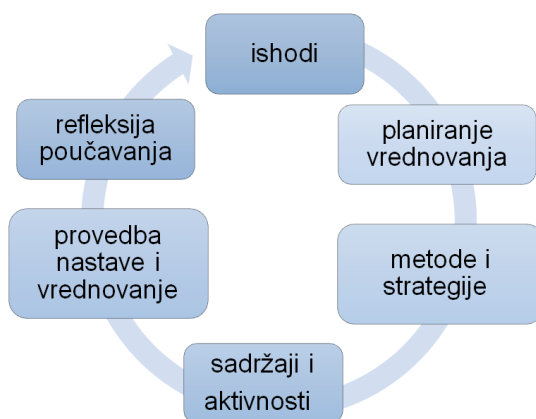 ishodi
planiranje
vrednovanja
metode i
strategije
sadržaji i
aktivnosti
provedba
nastave i
vrednovanje
refleksija
poučavanja